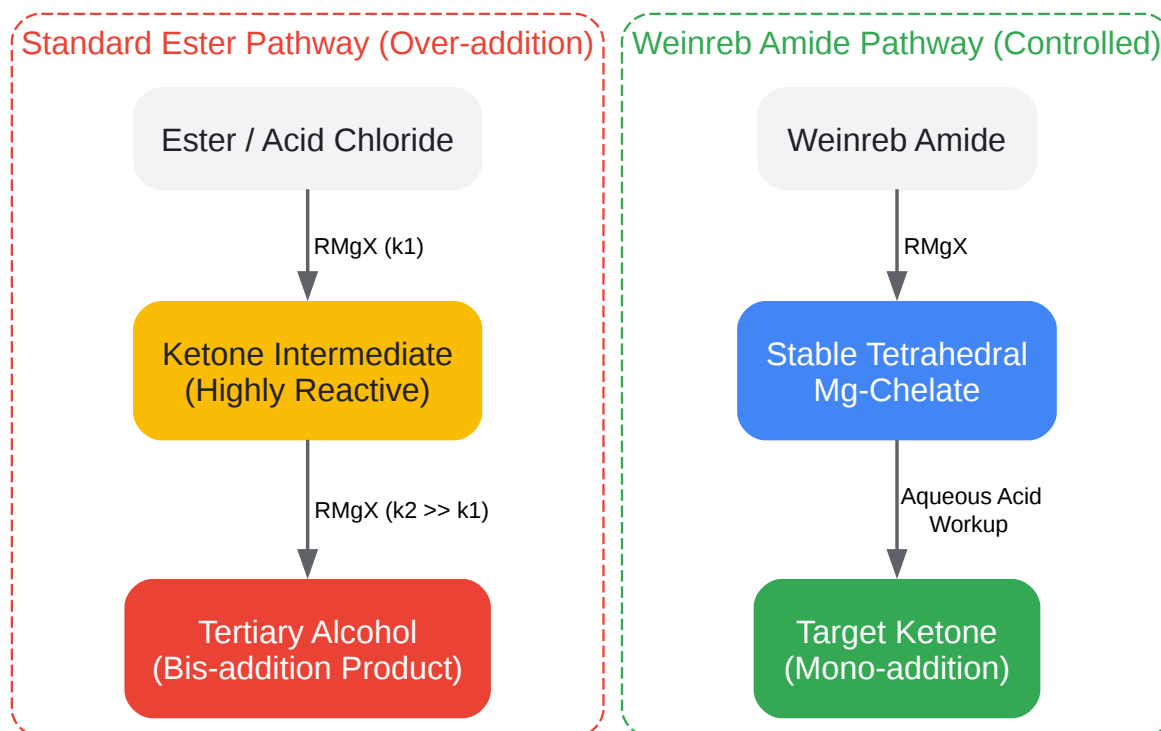 Standard Ester Pathway (Over-addition)
Ester / Acid Chloride
RMgX (k1)
Ketone Intermediate
(Highly Reactive)
RMgX (k2 >> k1)
Tertiary Alcohol
(Bis-addition Product)
Weinreb Amide Pathway (Controlled)
Weinreb Amide
RMgX
Stable Tetrahedral
Mg-Chelate
Aqueous Acid
Workup
Target Ketone
(Mono-addition)